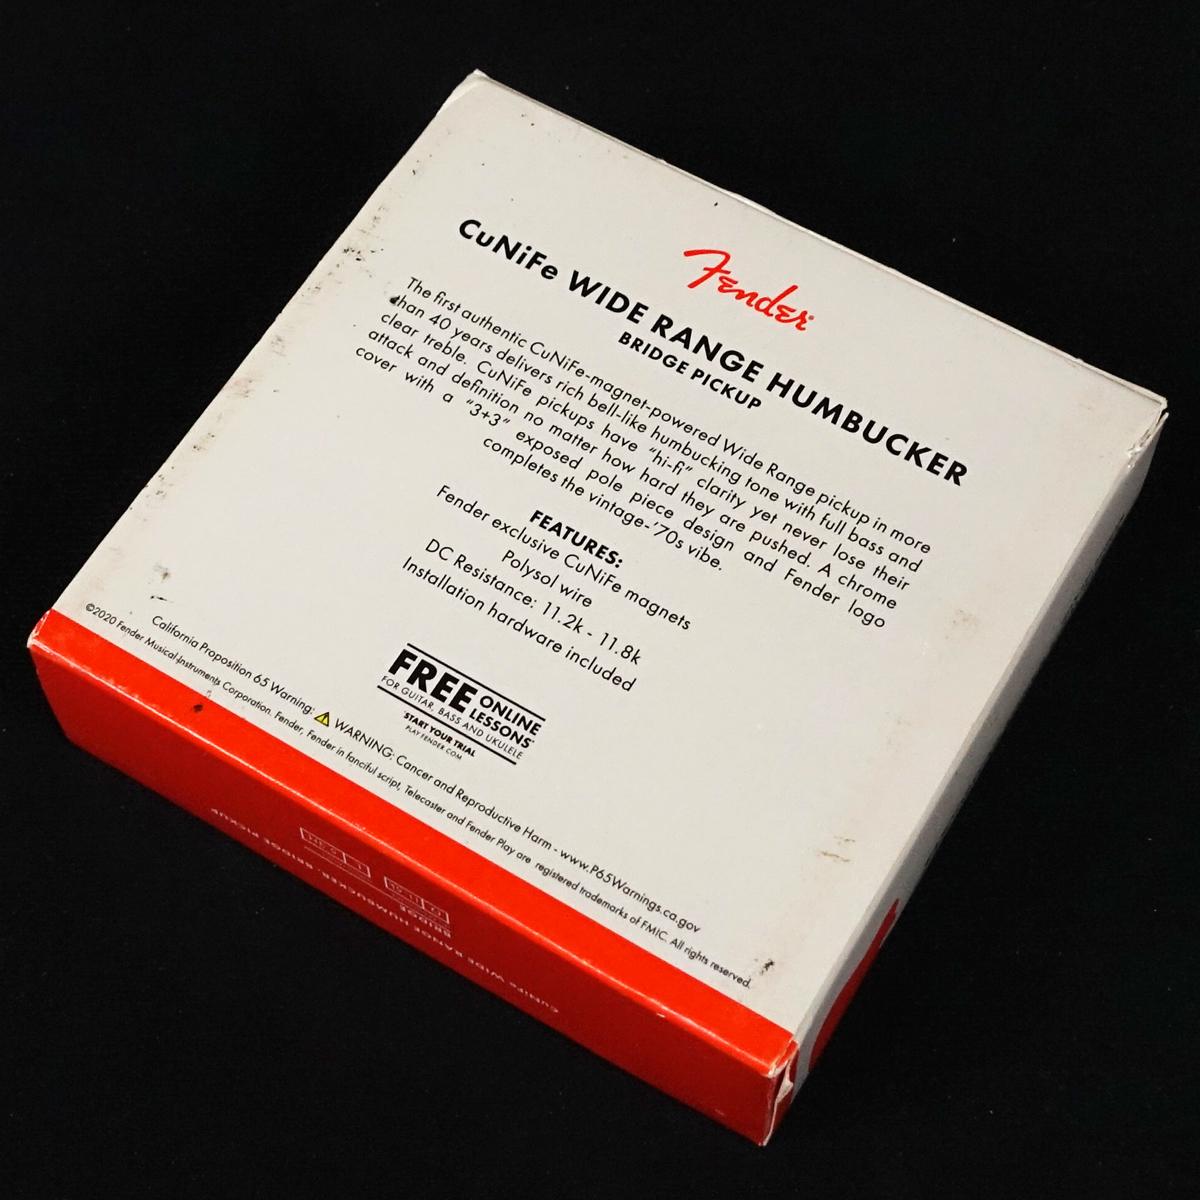 Fender
CuNiFe WIDE RANGE HUMBUCKER
BRIDGE PICKUP
The first authentic CuNiFe-magnet-powered Wide Range pickup in more
than 40 years delivers rich bell-like humbucking tone with full bass and
clear treble. CuNiFe pickups have "hi-fi" clarity yet never lose their
attack and definition no matter how hard they are pushed. A chrome
cover with a "3+3" exposed pole piece design and Fender logo
completes the vintage-'70s vibe.
FEATURES:
Fender exclusive CuNiFe magnets
Polysol wire
DC Resistance: 11.2k - 11.8k
Installation hardware included
FREE ONLINE LESSONS
FOR GUITAR, BASS AND UKULELE
START YOUR TRIAL
PLAY.FENDER.COM
California Proposition 65 Warning: ⚠ WARNING: Cancer and Reproductive Harm - www.P65Warnings.ca.gov
©2020 Fender Musical Instruments Corporation. Fender, Fender in fanciful script, Telecaster and Fender Play are registered trademarks of FMIC. All rights reserved.
CuNiFe WIDE RANGE
BRIDGE HUMBUCKER, BRIDGE PICKUP